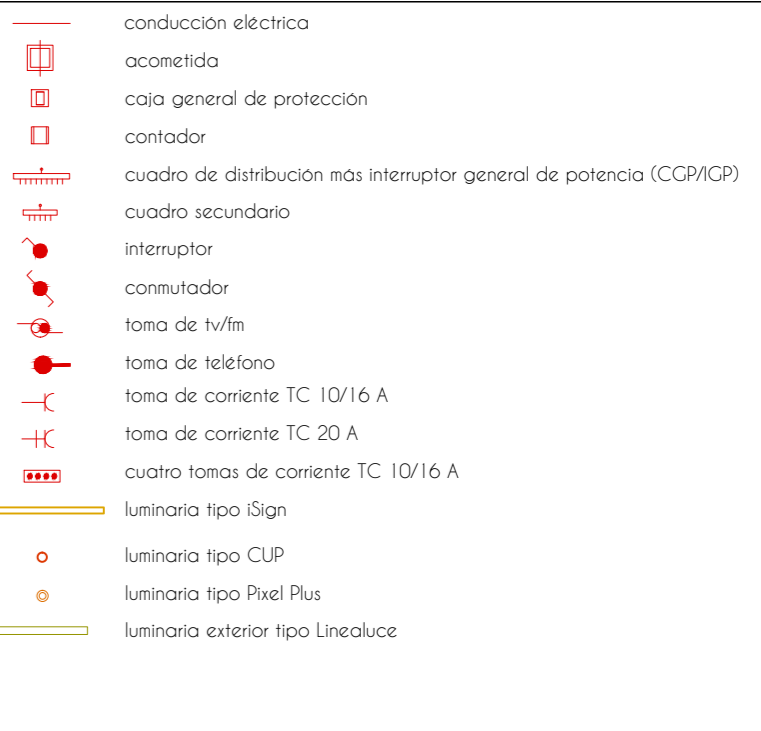 conducción eléctrica
acometida
caja general de protección
contador
cuadro de distribución más interruptor general de potencia (CGP/IGP)
cuadro secundario
interruptor
conmutador
toma de tv/fm
toma de teléfono
toma de corriente TC 10/16 A
toma de corriente TC 20 A
cuatro tomas de corriente TC 10/16 A
luminaria tipo iSign
luminaria tipo CUP
luminaria tipo Pixel Plus
luminaria exterior tipo Linealuce